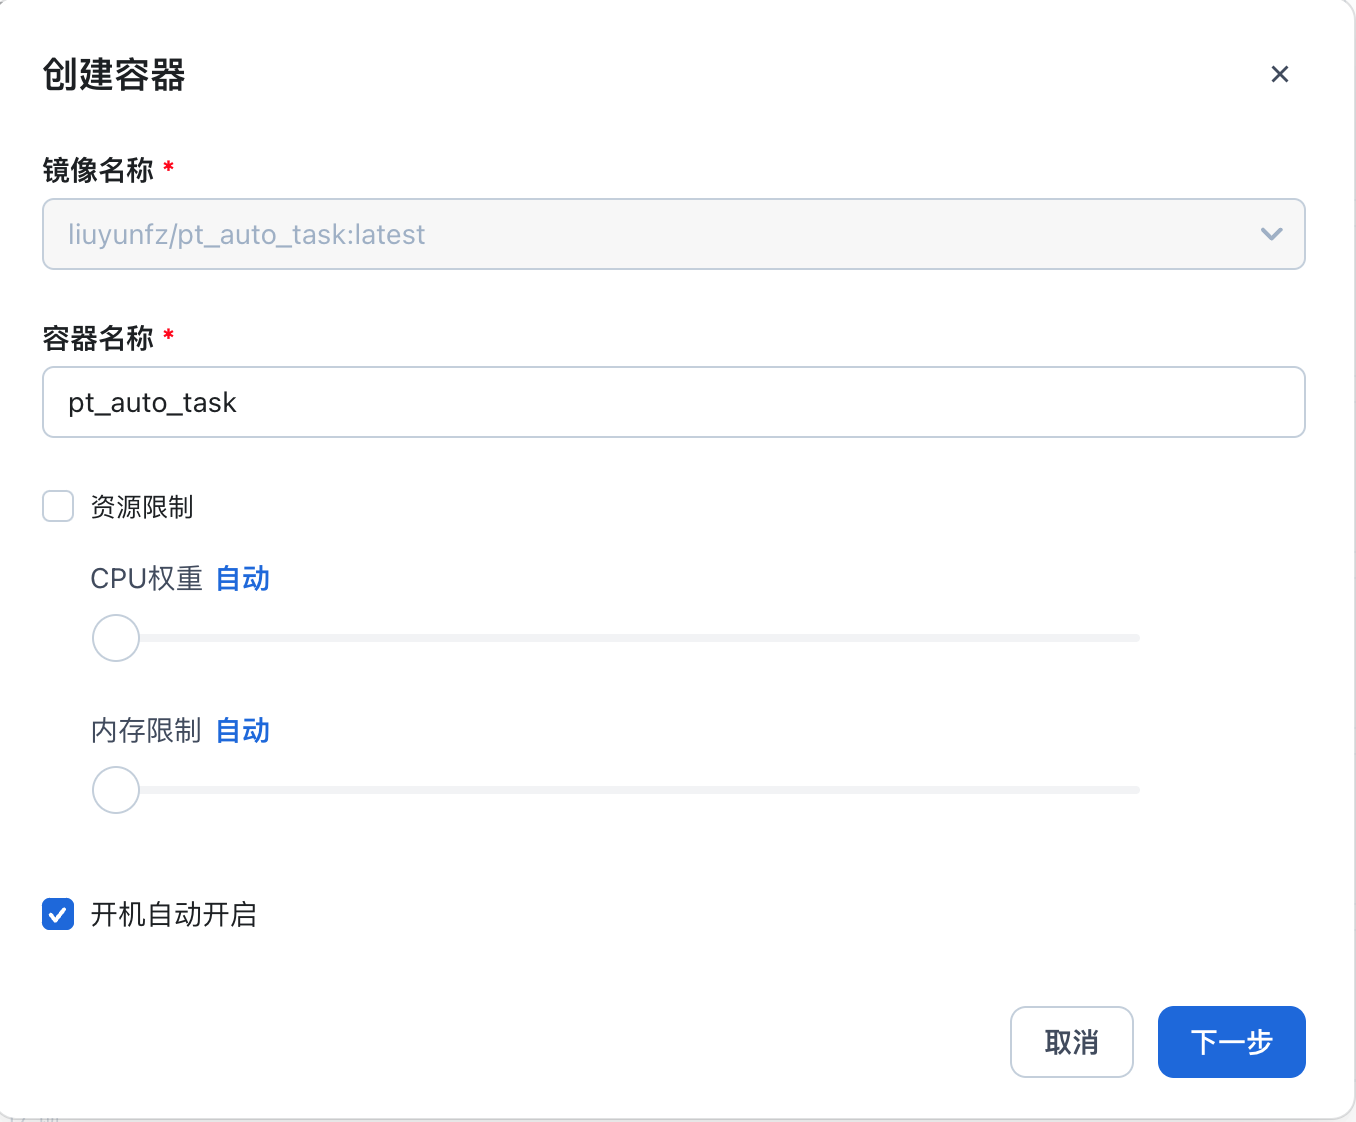 创建容器
镜像名称 *
liuyunfz/pt_auto_task:latest
容器名称 *
pt_auto_task
资源限制
CPU权重 自动
内存限制 自动
开机自动开启
取消 下一步